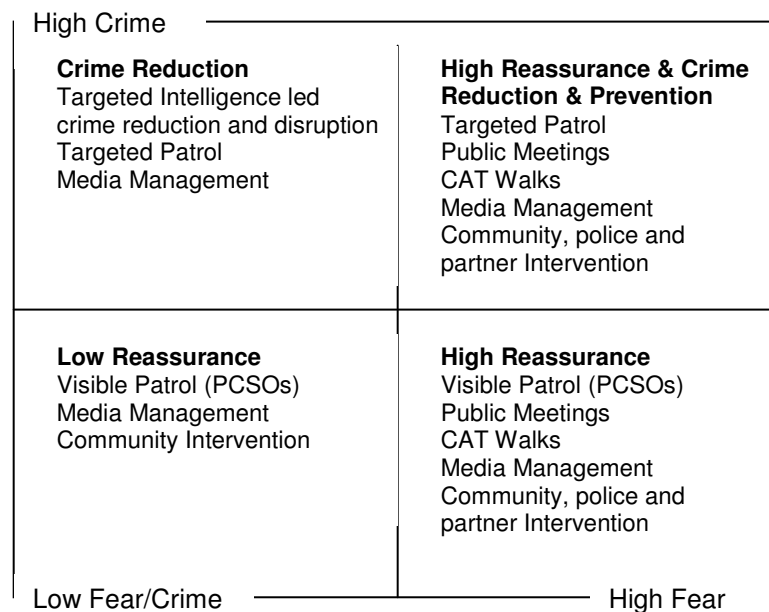 High Crime
Crime Reduction
Targeted Intelligence led
crime reduction and disruption
Targeted Patrol
Media Management
High Reassurance & Crime
Reduction & Prevention
Targeted Patrol
Public Meetings
CAT Walks
Media Management
Community, police and
partner Intervention
Low Reassurance
Visible Patrol (PCSOs)
Media Management
Community Intervention
High Reassurance
Visible Patrol (PCSOs)
Public Meetings
CAT Walks
Media Management
Community, police and
partner Intervention
Low Fear/Crime
High Fear